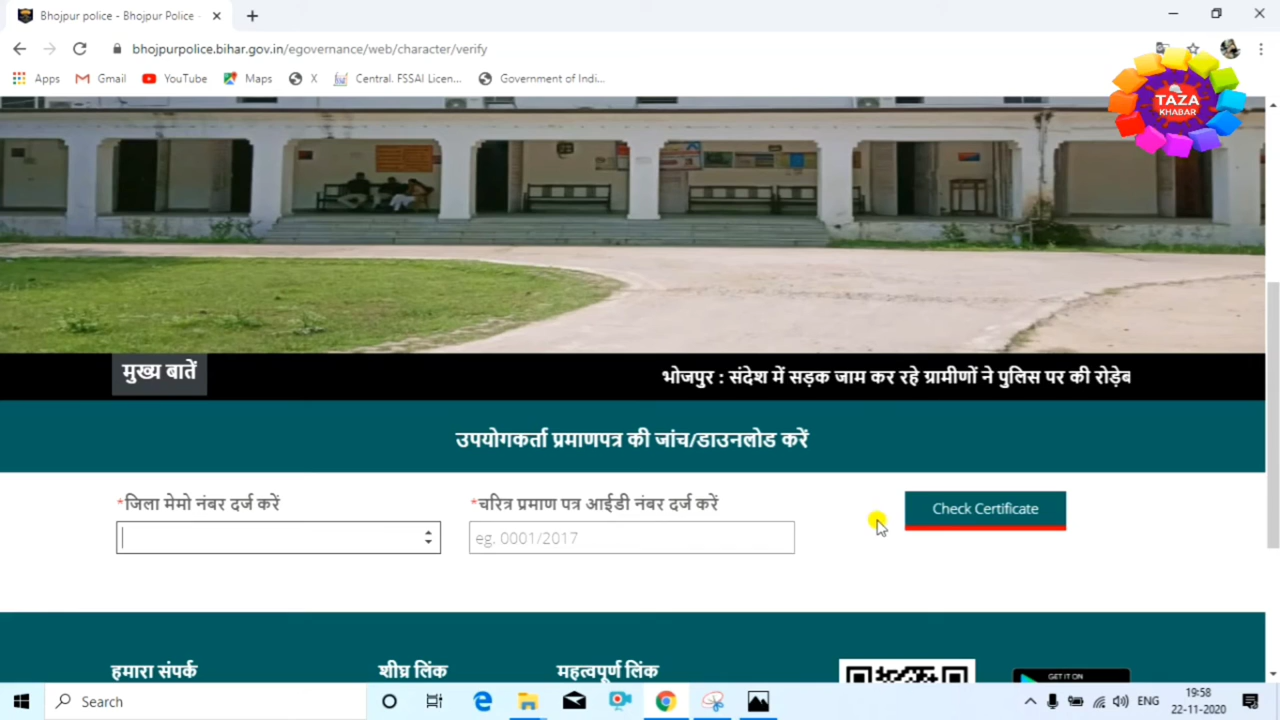 Bhojpur police - Bhojpur Police -
bhojpurpolice.bihar.gov.in/egovernance/web/character/verify
Apps
Gmail
YouTube
Maps
X
Central. FSSAI Licen...
Government of Indi...
TAZA
KHABAR
मुख्य बातें
भोजपुर : संदेश में सड़क जाम कर रहे ग्रामीणों ने पुलिस पर की रोड़ेब
उपयोगकर्ता प्रमाणपत्र की जांच/डाउनलोड करें
*जिला मेमो नंबर दर्ज करें
*चरित्र प्रमाण पत्र आईडी नंबर दर्ज करें
Check Certificate
eg. 0001/2017
हमारा संपर्क
शीघ्र लिंक
महत्वपूर्ण लिंक
GET IT ON
Search
ENG
19:58
22-11-2020